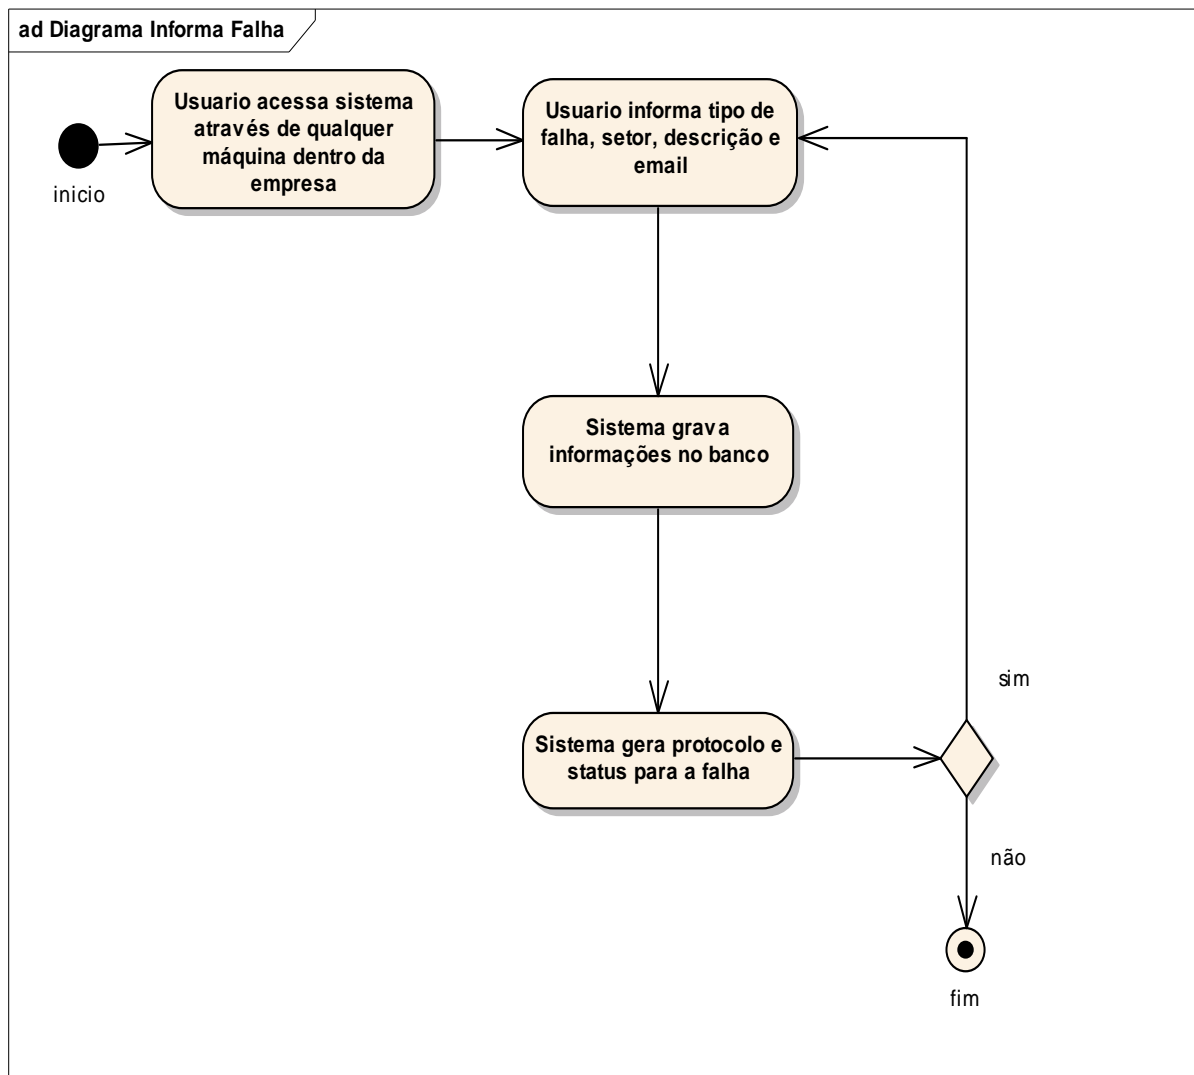 ad Diagrama Informa Falha
inicio
Usuario acessa sistema
através de qualquer
máquina dentro da
empresa
Usuario informa tipo de
falha, setor, descrição e
email
Sistema grava
informações no banco
Sistema gera protocolo e
status para a falha
sim
não
fim